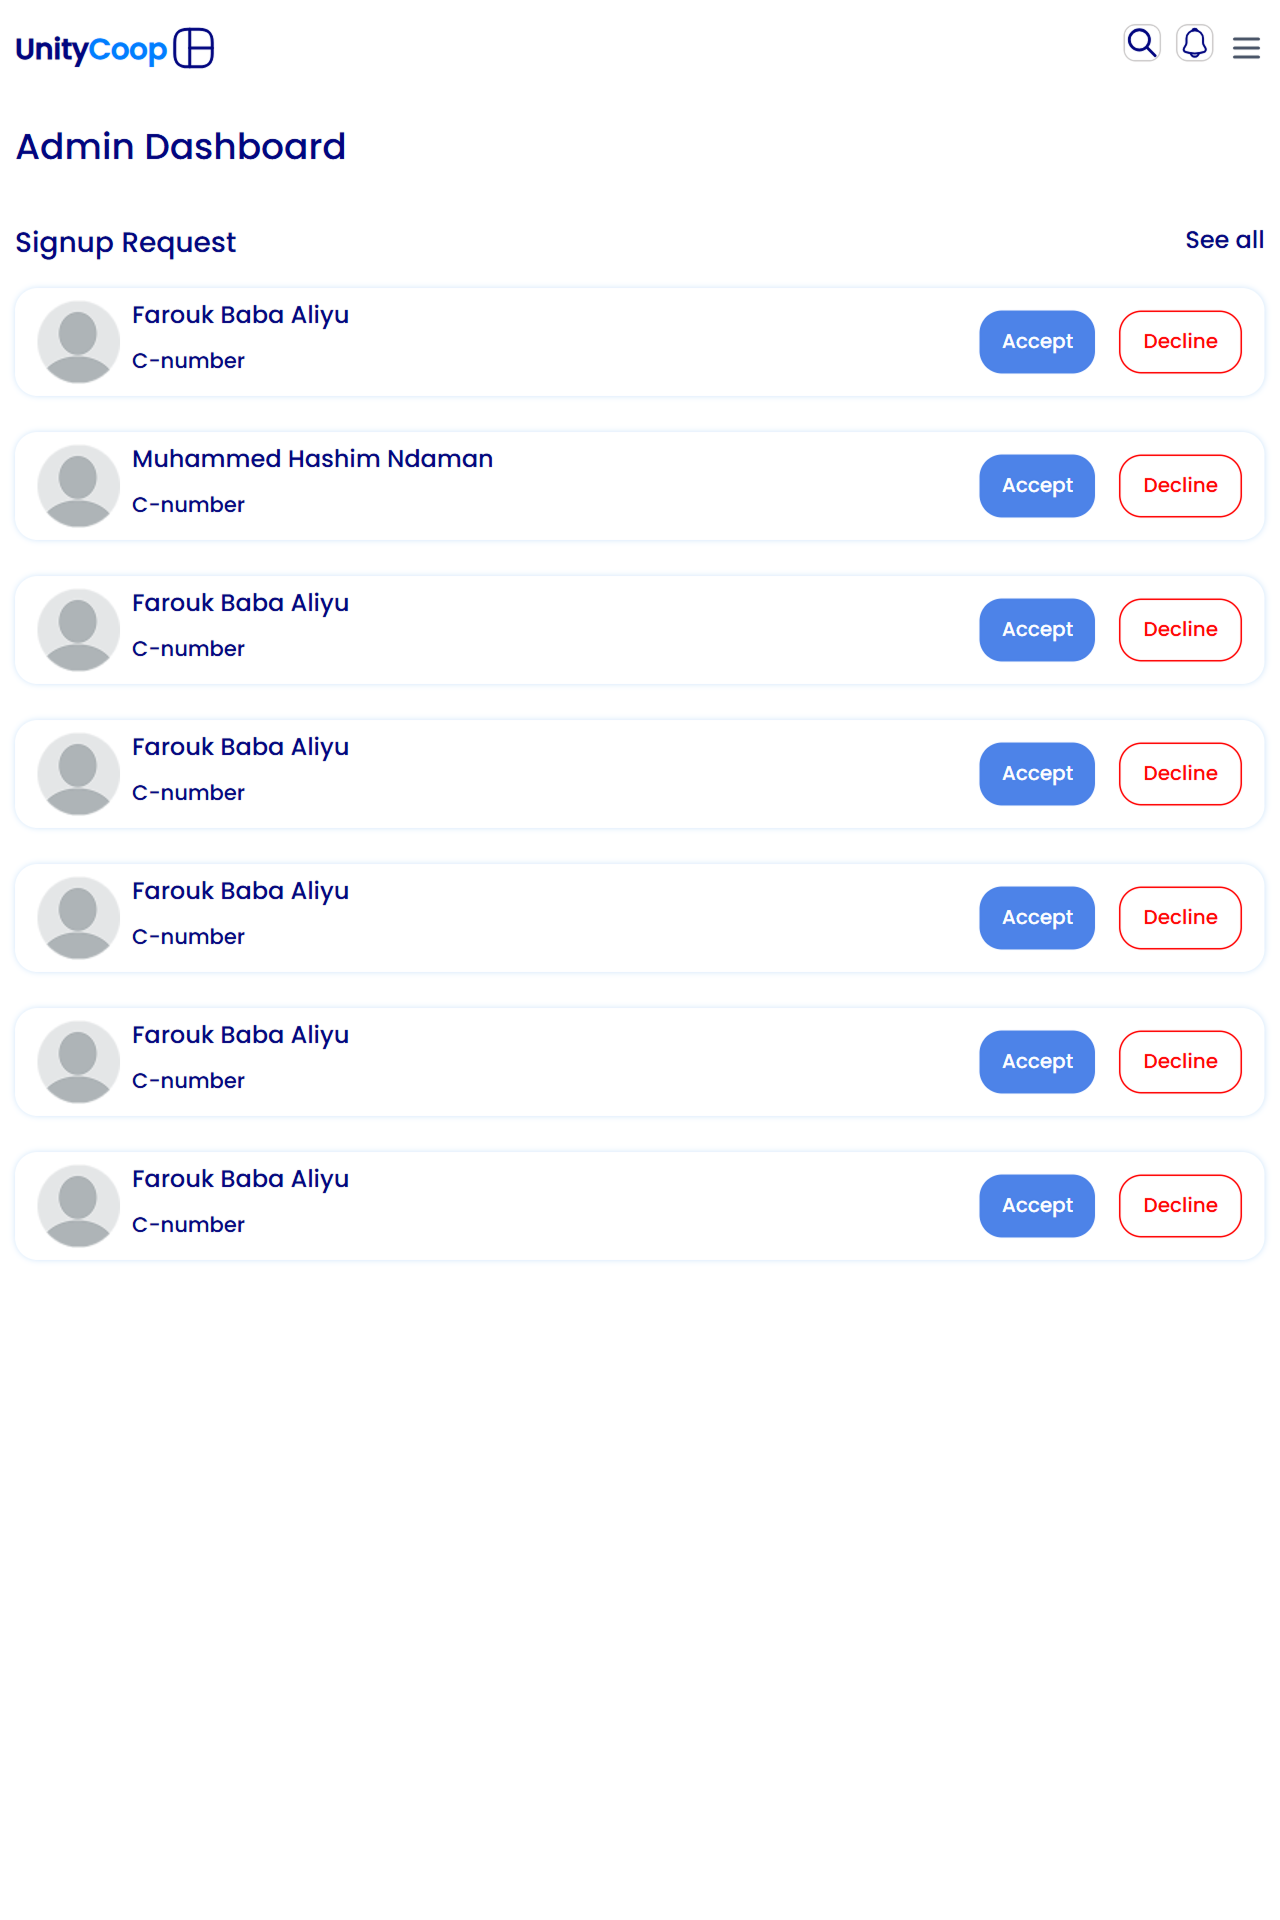 UnityCoop
Admin Dashboard
Signup Request
See all
Farouk Baba Aliyu
C-number
Accept
Decline
Muhammed Hashim Ndaman
C-number
Accept
Decline
Farouk Baba Aliyu
C-number
Accept
Decline
Farouk Baba Aliyu
C-number
Accept
Decline
Farouk Baba Aliyu
C-number
Accept
Decline
Farouk Baba Aliyu
C-number
Accept
Decline
Farouk Baba Aliyu
C-number
Accept
Decline